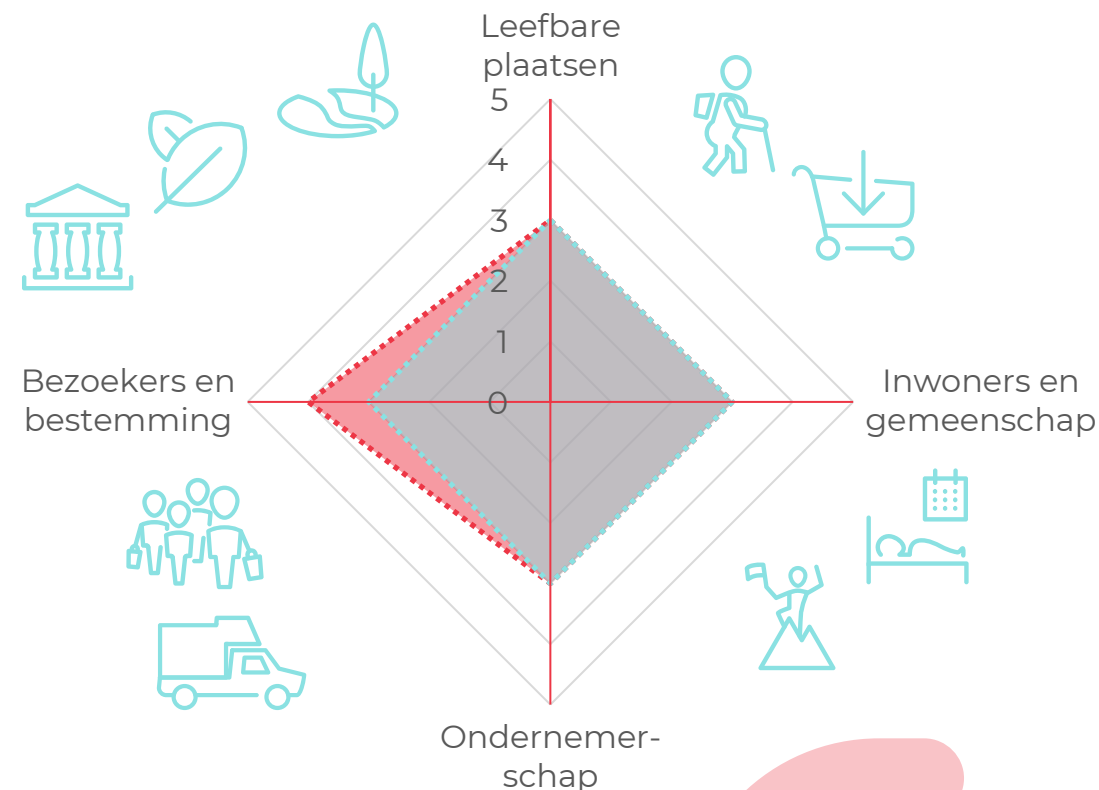 Leefbare
plaatsen
5
4
3
2
1
0
Bezoekers en
bestemming
Inwoners en
gemeenschap
Ondernemer-
schap